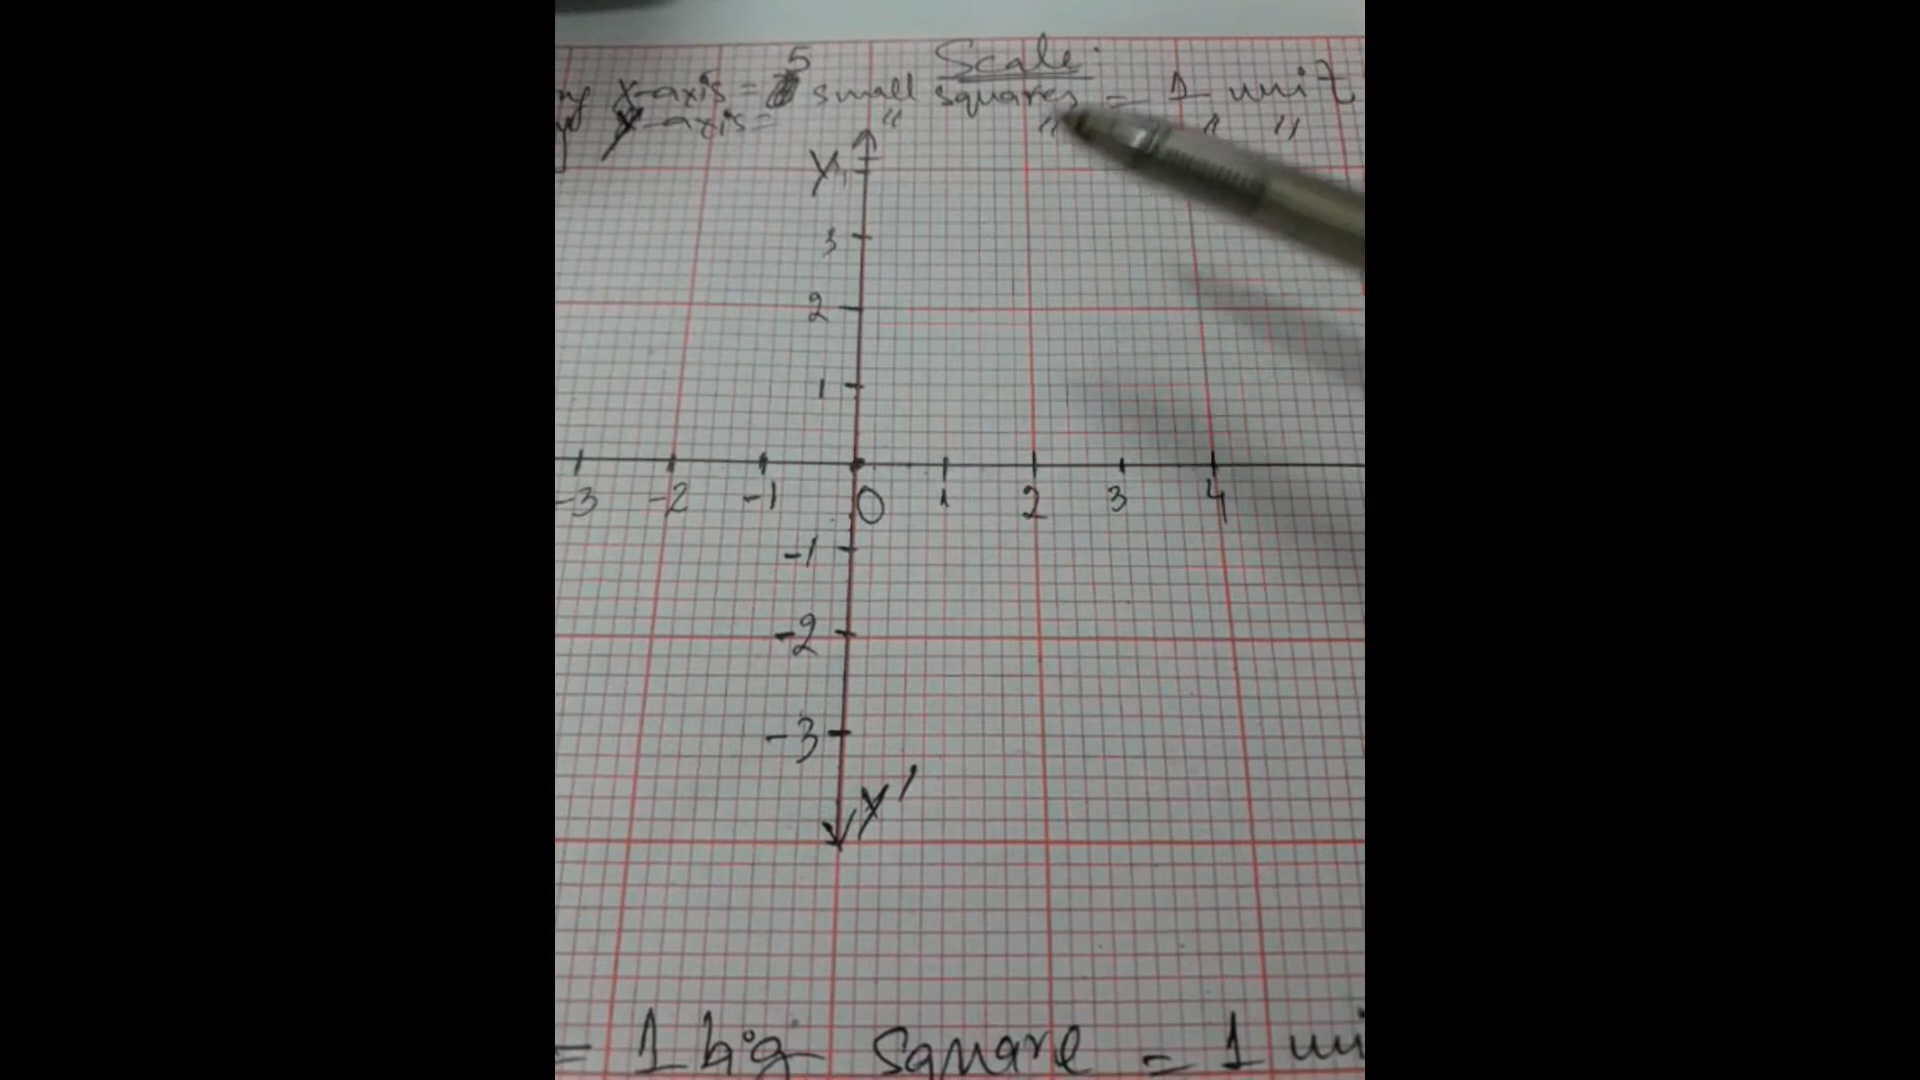 Scale:
x-axis = 5 small squares = 1 unit
y-axis = " " " "
Y
3
2
1
-3 -2 -1 0 1 2 3 4
-1
-2
-3
Y'
= 1 big square = 1 uni